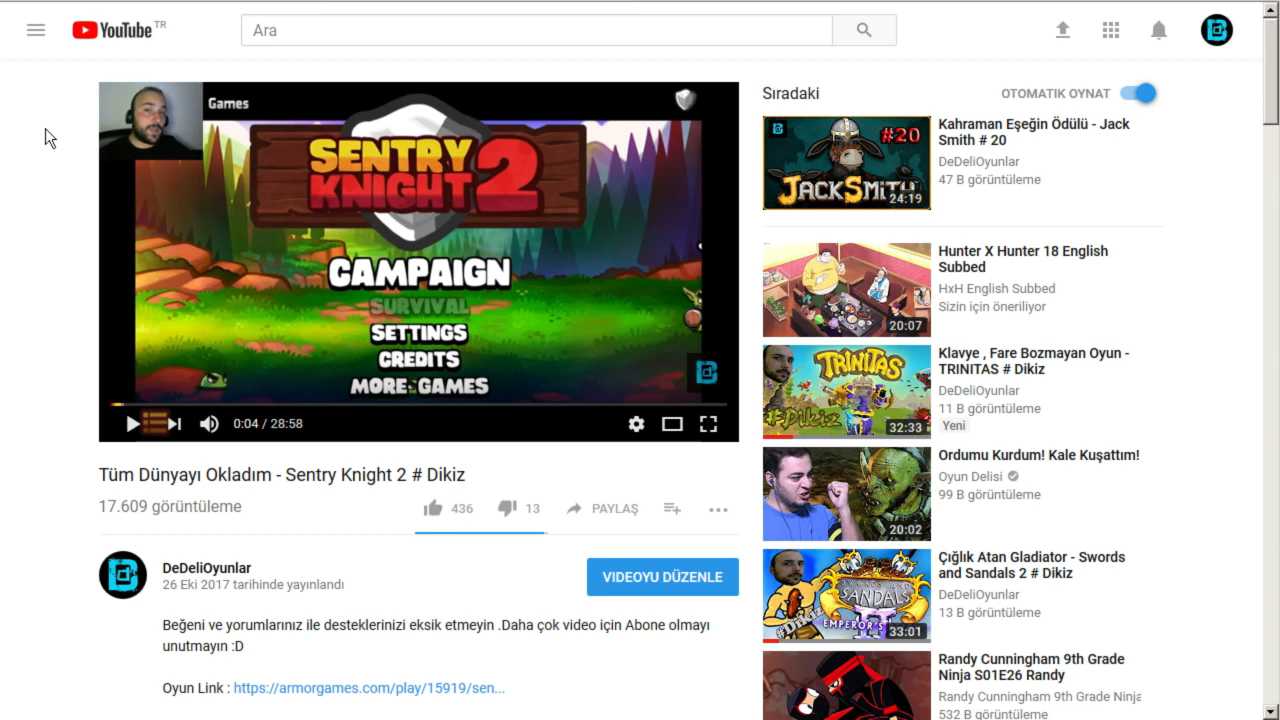 YouTube TR
Ara
Games
SENTRY
KNIGHT 2
CAMPAIGN
SURVIVAL
SETTINGS
CREDITS
MORE GAMES
0:04 / 28:58
Tüm Dünyayı Okladım - Sentry Knight 2 # Dikiz
17.609 görüntüleme
436
13
PAYLAŞ
DeDeliOyunlar
26 Eki 2017 tarihinde yayınlandı
VIDEOYU DÜZENLE
Beğeni ve yorumlarınız ile desteklerinizi eksik etmeyin .Daha çok video için Abone olmayı
unutmayın :D
Oyun Link : https://armorgames.com/play/15919/sen...
Sıradaki
OTOMATIK OYNAT
#20
JACKSMITH
24:19
Kahraman Eşeğin Ödülü - Jack
Smith # 20
DeDeliOyunlar
47 B görüntüleme
20:07
Hunter X Hunter 18 English
Subbed
HxH English Subbed
Sizin için öneriliyor
TRINITAS
#Dikiz
32:33
Klavye , Fare Bozmayan Oyun -
TRINITAS # Dikiz
DeDeliOyunlar
11 B görüntüleme
Yeni
20:02
Ordumu Kurdum! Kale Kuşattım!
Oyun Delisi
99 B görüntüleme
SWORDS AND
SANDALS
EMPEROR'S
#DİKİZ
33:01
Çığlık Atan Gladiator - Swords
and Sandals 2 # Dikiz
DeDeliOyunlar
13 B görüntüleme
Randy Cunningham 9th Grade
Ninja S01E26 Randy
Randy Cunningham 9th Grade Ninja
532 B görüntüleme